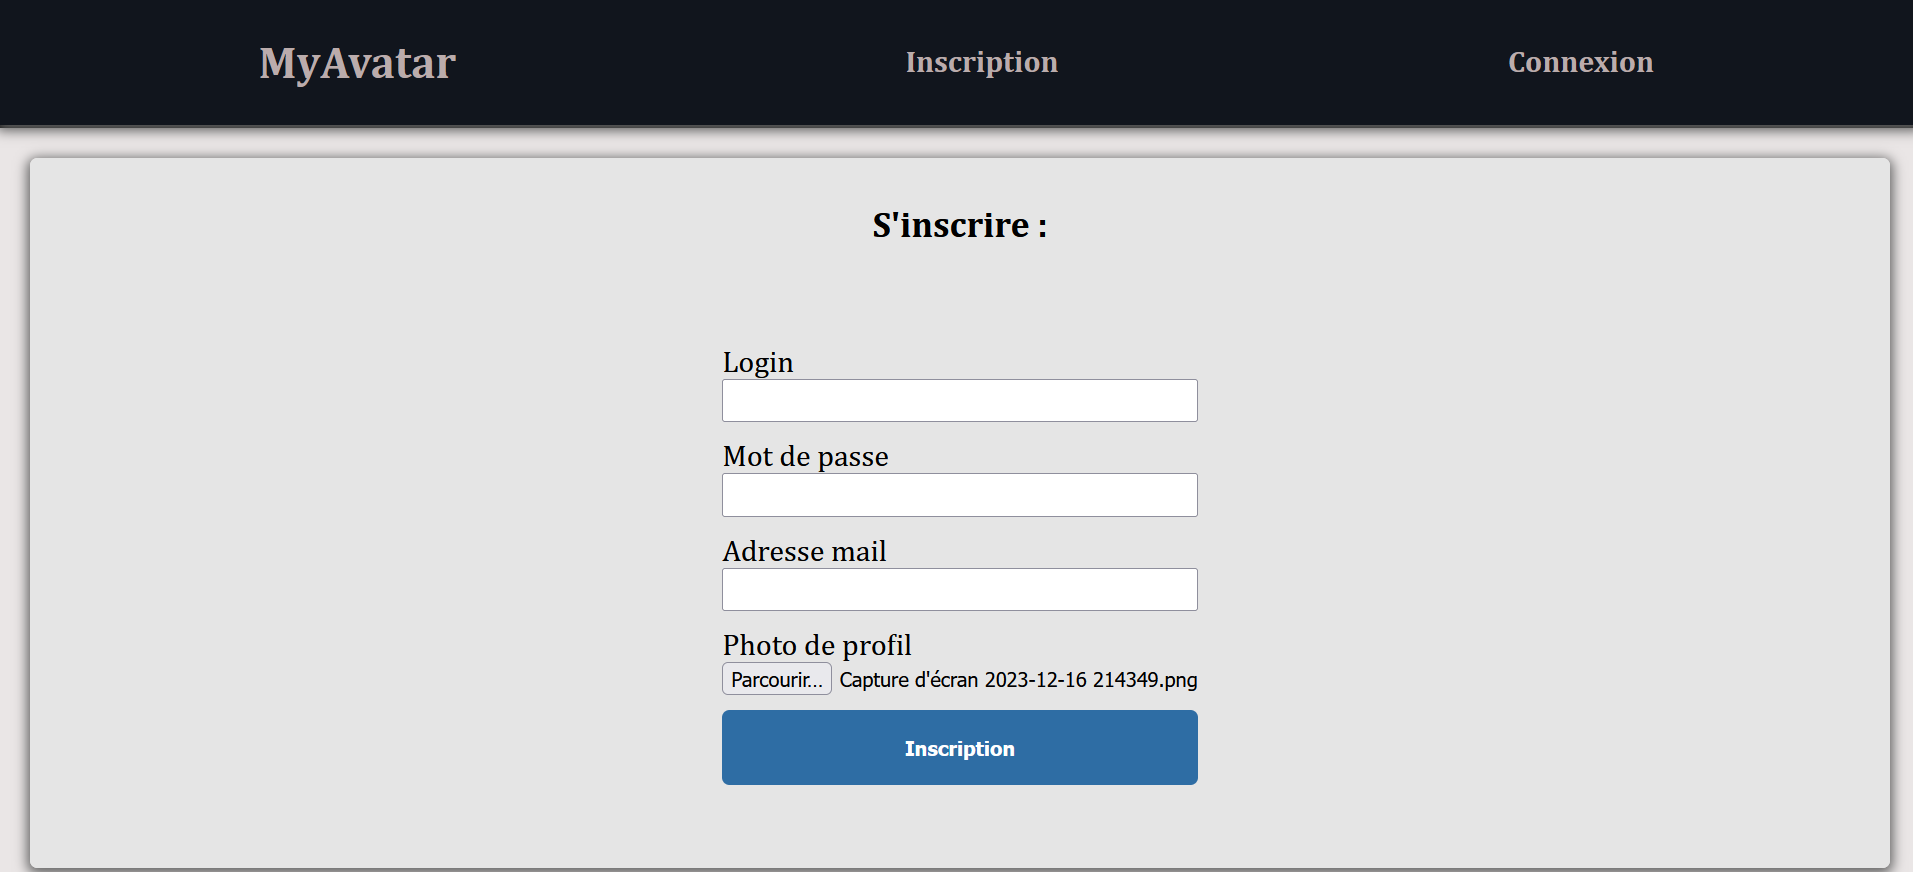 MyAvatar Inscription Connexion
S'inscrire :
Login
Mot de passe
Adresse mail
Photo de profil
Parcourir... Capture d'écran 2023-12-16 214349.png
Inscription